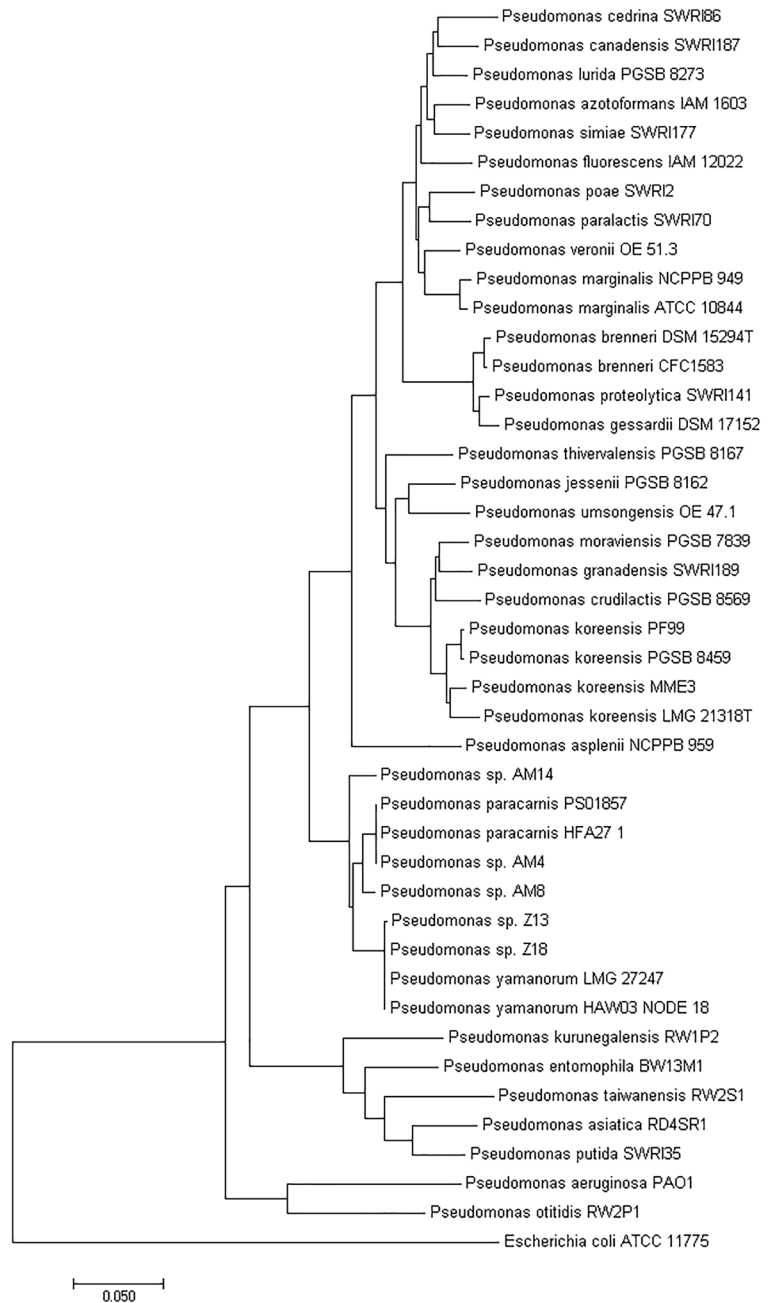 Pseudomonas cedrina SWRI86
Pseudomonas canadensis SWRI187
Pseudomonas lurida PGSB 8273
Pseudomonas azotoformans IAM 1603
Pseudomonas simiae SWRI177
Pseudomonas fluorescens IAM 12022
Pseudomonas poae SWRI2
Pseudomonas paralactis SWRI70
Pseudomonas veronii OE 51.3
Pseudomonas marginalis NCPPB 949
Pseudomonas marginalis ATCC 10844
Pseudomonas brenneri DSM 15294T
Pseudomonas brenneri CFC1583
Pseudomonas proteolytica SWRI141
Pseudomonas gessardii DSM 17152
Pseudomonas thivervalensis PGSB 8167
Pseudomonas jessenii PGSB 8162
Pseudomonas umsongensis OE 47.1
Pseudomonas moraviensis PGSB 7839
Pseudomonas granadensis SWRI189
Pseudomonas crudilactis PGSB 8569
Pseudomonas koreensis PF99
Pseudomonas koreensis PGSB 8459
Pseudomonas koreensis MME3
Pseudomonas koreensis LMG 21318T
Pseudomonas asplenii NCPPB 959
Pseudomonas sp. AM14
Pseudomonas paracarnis PS01857
Pseudomonas paracarnis HFA27 1
Pseudomonas sp. AM4
Pseudomonas sp. AM8
Pseudomonas sp. Z13
Pseudomonas sp. Z18
Pseudomonas yamanorum LMG 27247
Pseudomonas yamanorum HAW03 NODE 18
Pseudomonas kurunegalensis RW1P2
Pseudomonas entomophila BW13M1
Pseudomonas taiwanensis RW2S1
Pseudomonas asiatica RD4SR1
Pseudomonas putida SWRI35
Pseudomonas aeruginosa PAO1
Pseudomonas otitidis RW2P1
Escherichia coli ATCC 11775
0.050